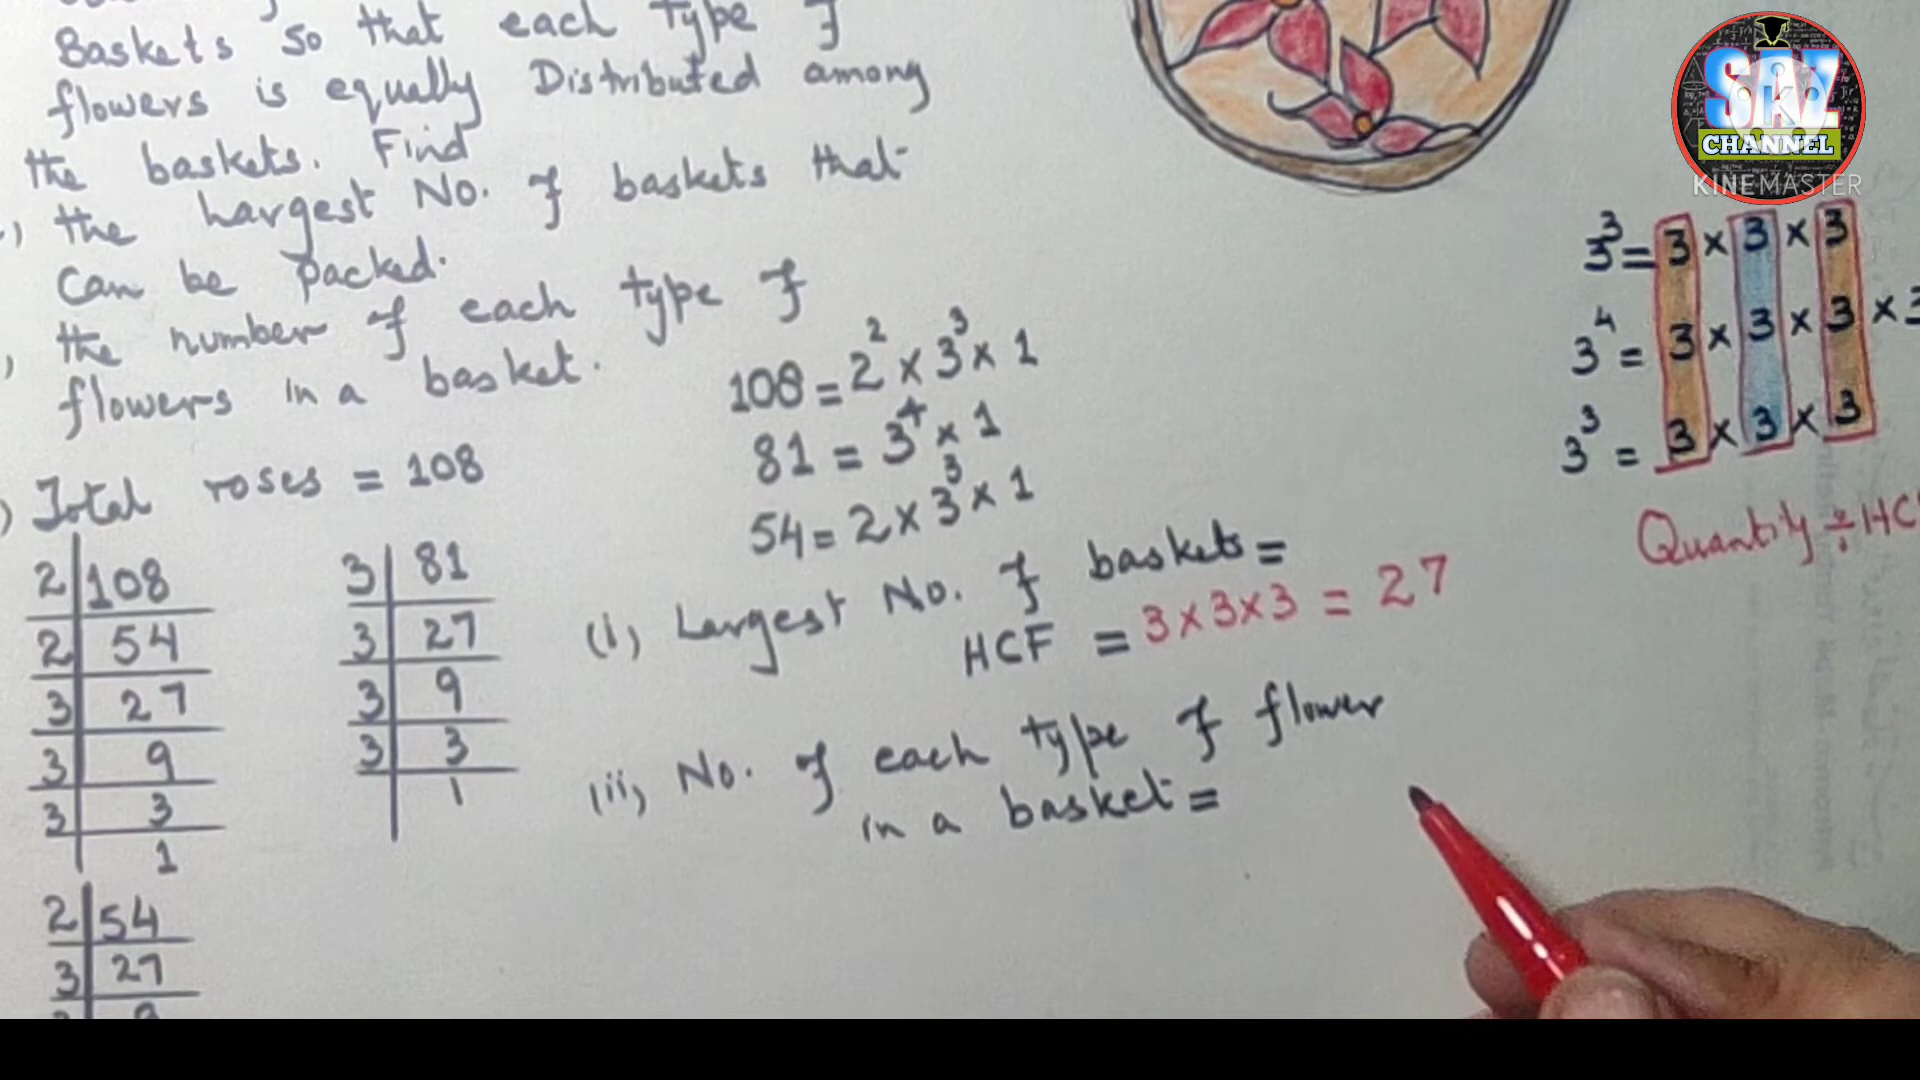 Baskets so that each type of
flowers is equally Distributed among
the baskets. Find
the Largest No. of baskets that
can be packed.
the number of each type of
flowers in a basket.
Total roses = 108
2 108
2 54
3 27
3 9
3 3
1
3 81
3 27
3 9
3 3
1
2 54
3 27
108 = 2² × 3³ × 1
81 = 3⁴ × 1
54 = 2 × 3³ × 1
(i) Largest No. of baskets =
HCF = 3×3×3 = 27
(ii) No. of each type of flower
in a basket =
SKZ
CHANNEL
KINEMASTER
3³ = 3 × 3 × 3
3⁴ = 3 × 3 × 3 × 3
3³ = 3 × 3 × 3
Quantity ÷ HC